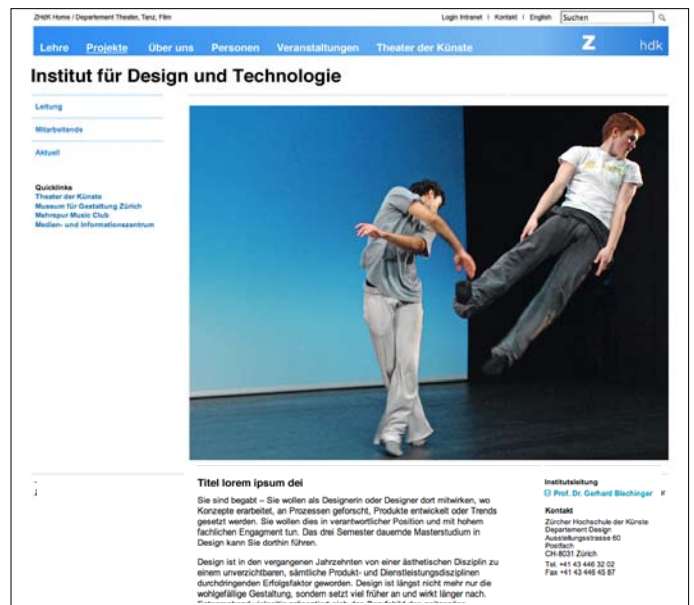 ZHdK Home / Departement Theater, Tanz, Film
Login Intranet | Kontakt | English Suchen
Lehre Projekte Über uns Personen Veranstaltungen Theater der Künste
Z hdk
Institut für Design und Technologie
Leitung
Mitarbeitende
Aktuell
Quicklinks
Theater der Künste
Museum für Gestaltung Zürich
Mehrspur Music Club
Medien- und Informationszentrum
Titel lorem ipsum dei
Sie sind begabt – Sie wollen als Designerin oder Designer dort mitwirken, wo
Konzepte erarbeitet, an Prozessen geforscht, Produkte entwickelt oder Trends
gesetzt werden. Sie wollen dies in verantwortlicher Position und mit hohem
fachlichen Engagment tun. Das drei Semester dauernde Masterstudium in
Design kann Sie dorthin führen.
Design ist in den vergangenen Jahrzehnten von einer ästhetischen Disziplin zu
einem unverzichtbaren, sämtliche Produkt- und Dienstleistungsdisziplinen
durchdringenden Erfolgsfaktor geworden. Design ist längst nicht mehr nur die
wohlgefällige Gestaltung, sondern setzt viel früher an und wirkt länger nach.
Institutsleitung
Prof. Dr. Gerhard Blechinger
Kontakt
Zürcher Hochschule der Künste
Departement Design
Ausstellungsstrasse 60
Postfach
CH-8031 Zürich
Tel. +41 43 446 32 02
Fax +41 43 446 45 87